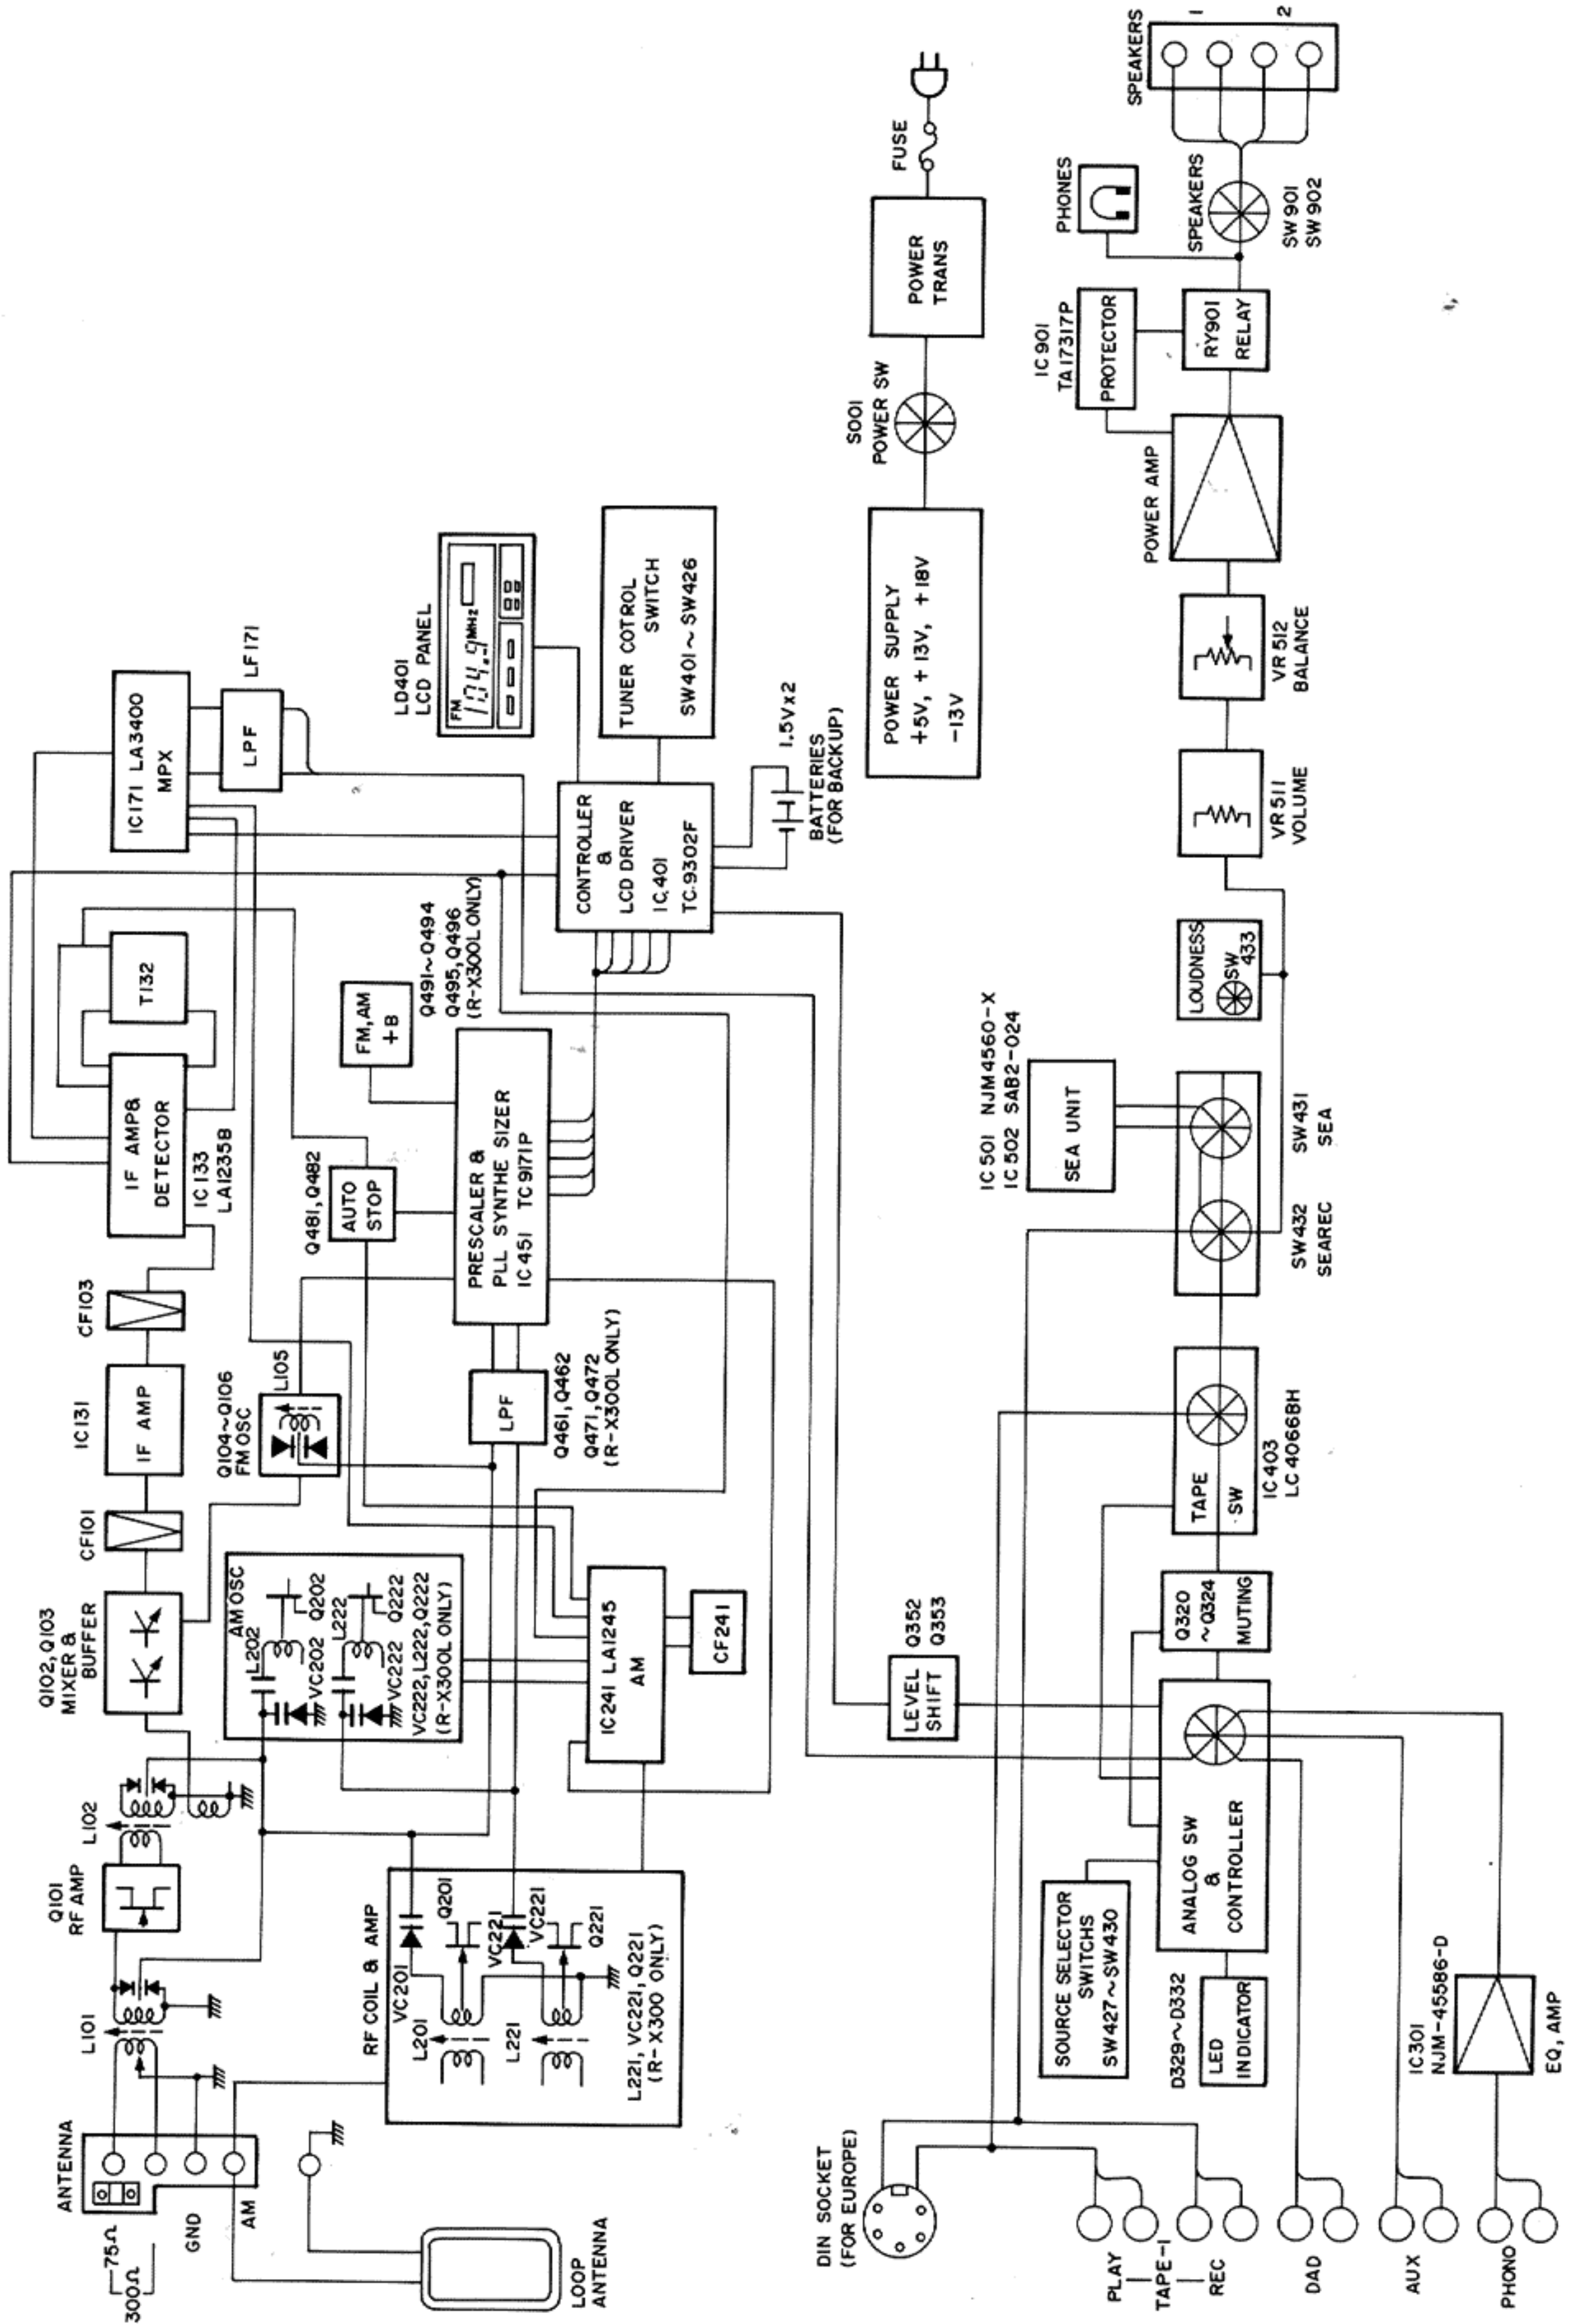 ANTENNA
75Ω
300Ω
GND
AM
LOOP
ANTENNA
L101
Q101
RF AMP
L102
Q102, Q103
MIXER &
BUFFER
CF101
IC131
IF AMP
CF103
IF AMP&
DETECTOR
IC133
LA1235B
T132
IC171 LA3400
MPX
LPF
LF171
Q104~Q106
FM OSC
L105
AM OSC
L202
Q202
VC202
L222
Q222
VC222
VC222, L222, Q222
(R-X300L ONLY)
RF COIL & AMP
VC201
Q201
L201
VC221
VC221
L221
Q221
L221, VC221, Q221
(R-X300 ONLY)
IC241 LA1245
AM
CF241
LPF
Q461, Q462
Q471, Q472
(R-X300L ONLY)
Q481, Q482
AUTO
STOP
PRESCALER &
PLL SYNTHE SIZER
IC451 TC9171P
FM, AM
+B
Q491~Q494
Q495, Q496
(R-X300L ONLY)
CONTROLLER
&
LCD DRIVER
IC401
TC9302F
LD401
LCD PANEL
FM
MHz
TUNER COTROL
SWITCH
SW401~SW426
1.5Vx2
BATTERIES
(FOR BACKUP)
POWER SUPPLY
+5V, +13V, +18V
-13V
S001
POWER SW
POWER
TRANS
FUSE
DIN SOCKET
(FOR EUROPE)
PLAY
TAPE-1
REC
DAD
AUX
PHONO
IC301
NJM-45586-D
EQ, AMP
SOURCE SELECTOR
SWITCHS
SW427~SW430
D329~D332
LED
INDICATOR
ANALOG SW
&
CONTROLLER
LEVEL
SHIFT
Q352
Q353
Q320
~Q324
MUTING
TAPE
SW
IC403
LC4066BH
SW432
SEAREC
SW431
SEA
IC501 NJM4560-X
IC502 SAB2-024
SEA UNIT
LOUDNESS
SW
433
VR511
VOLUME
VR512
BALANCE
POWER AMP
IC901
TA17317P
PROTECTOR
RY901
RELAY
PHONES
SPEAKERS
SW901
SW902
SPEAKERS
1
2